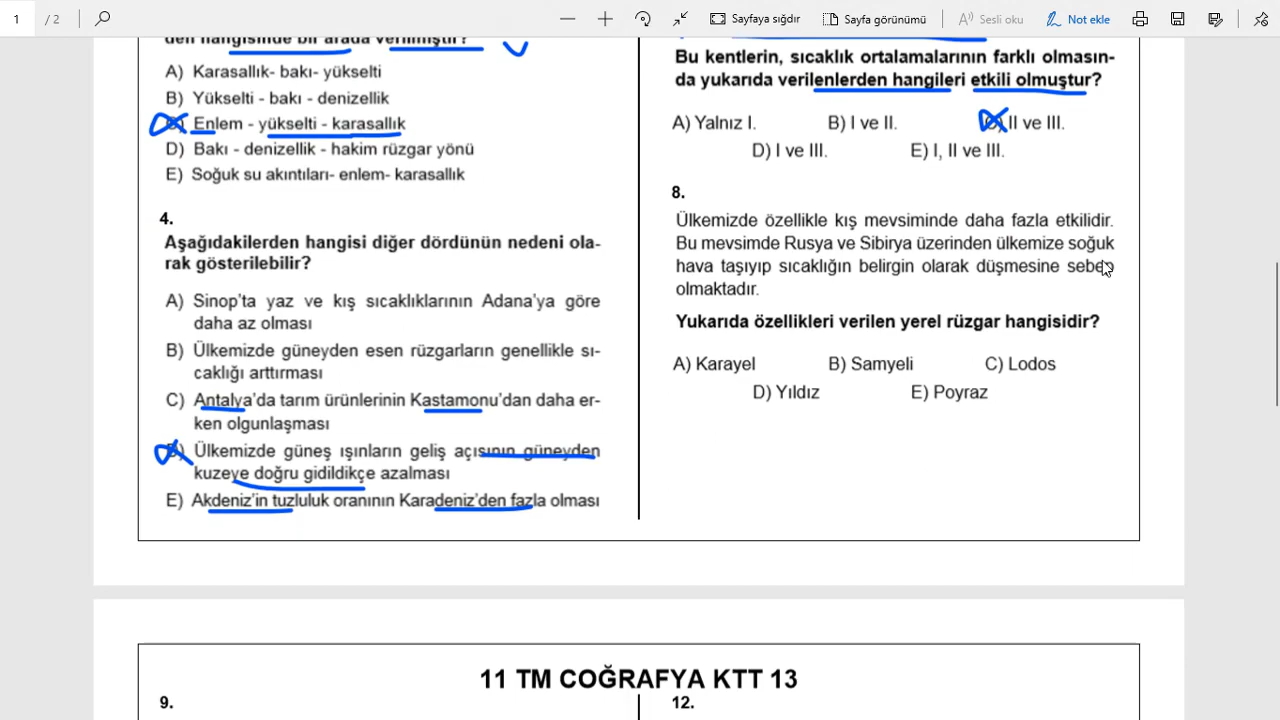 1 / 2 Sayfaya sığdır Sayfa görünümü Sesli oku Not ekle
den hangisinde bir arada verilmiştir?
A) Karasallık- bakı- yükselti
B) Yükselti - bakı - denizellik
C) Enlem - yükselti - karasallık
D) Bakı - denizellik - hakim rüzgar yönü
E) Soğuk su akıntıları- enlem- karasallık
4.
Aşağıdakilerden hangisi diğer dördünün nedeni ola-
rak gösterilebilir?
A) Sinop’ta yaz ve kış sıcaklıklarının Adana’ya göre
daha az olması
B) Ülkemizde güneyden esen rüzgarların genellikle sı-
caklığı arttırması
C) Antalya’da tarım ürünlerinin Kastamonu’dan daha er-
ken olgunlaşması
D) Ülkemizde güneş ışınların geliş açısının güneyden
kuzeye doğru gidildikçe azalması
E) Akdeniz’in tuzluluk oranının Karadeniz’den fazla olması
Bu kentlerin, sıcaklık ortalamalarının farklı olmasın-
da yukarıda verilenlerden hangileri etkili olmuştur?
A) Yalnız I. B) I ve II. C) II ve III.
D) I ve III. E) I, II ve III.
8.
Ülkemizde özellikle kış mevsiminde daha fazla etkilidir.
Bu mevsimde Rusya ve Sibirya üzerinden ülkemize soğuk
hava taşıyıp sıcaklığın belirgin olarak düşmesine sebep
olmaktadır.
Yukarıda özellikleri verilen yerel rüzgar hangisidir?
A) Karayel B) Samyeli C) Lodos
D) Yıldız E) Poyraz
11 TM COĞRAFYA KTT 13
9. 12.